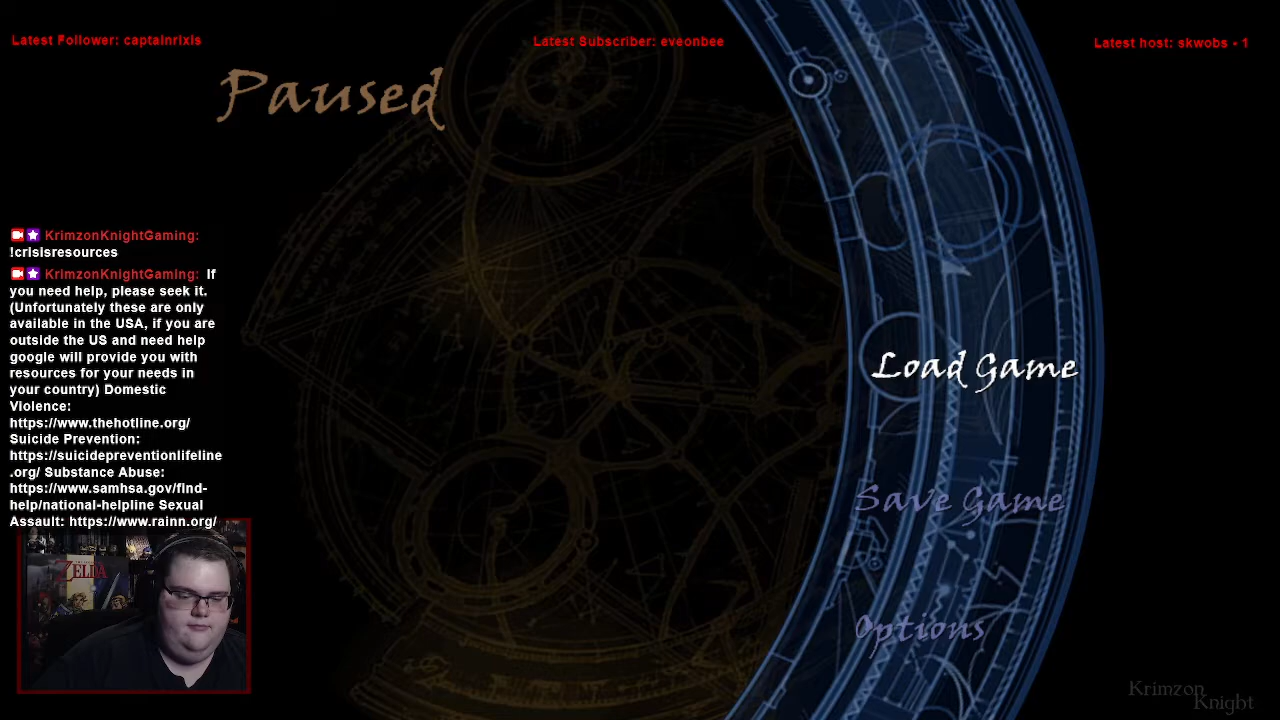 Latest Follower: captainrixis
Latest Subscriber: eveonbee
Latest host: skwobs - 1
Paused
KrimzonKnightGaming:
!crisisresources
KrimzonKnightGaming: If
you need help, please seek it.
(Unfortunately these are only
available in the USA, if you are
outside the US and need help
google will provide you with
resources for your needs in
your country) Domestic
Violence:
https://www.thehotline.org/
Suicide Prevention:
https://suicidepreventionlifeline
.org/ Substance Abuse:
https://www.samhsa.gov/find-
help/national-helpline Sexual
Assault: https://www.rainn.org/
Load Game
Save Game
Options
ZELDA
Krimzon
Knight